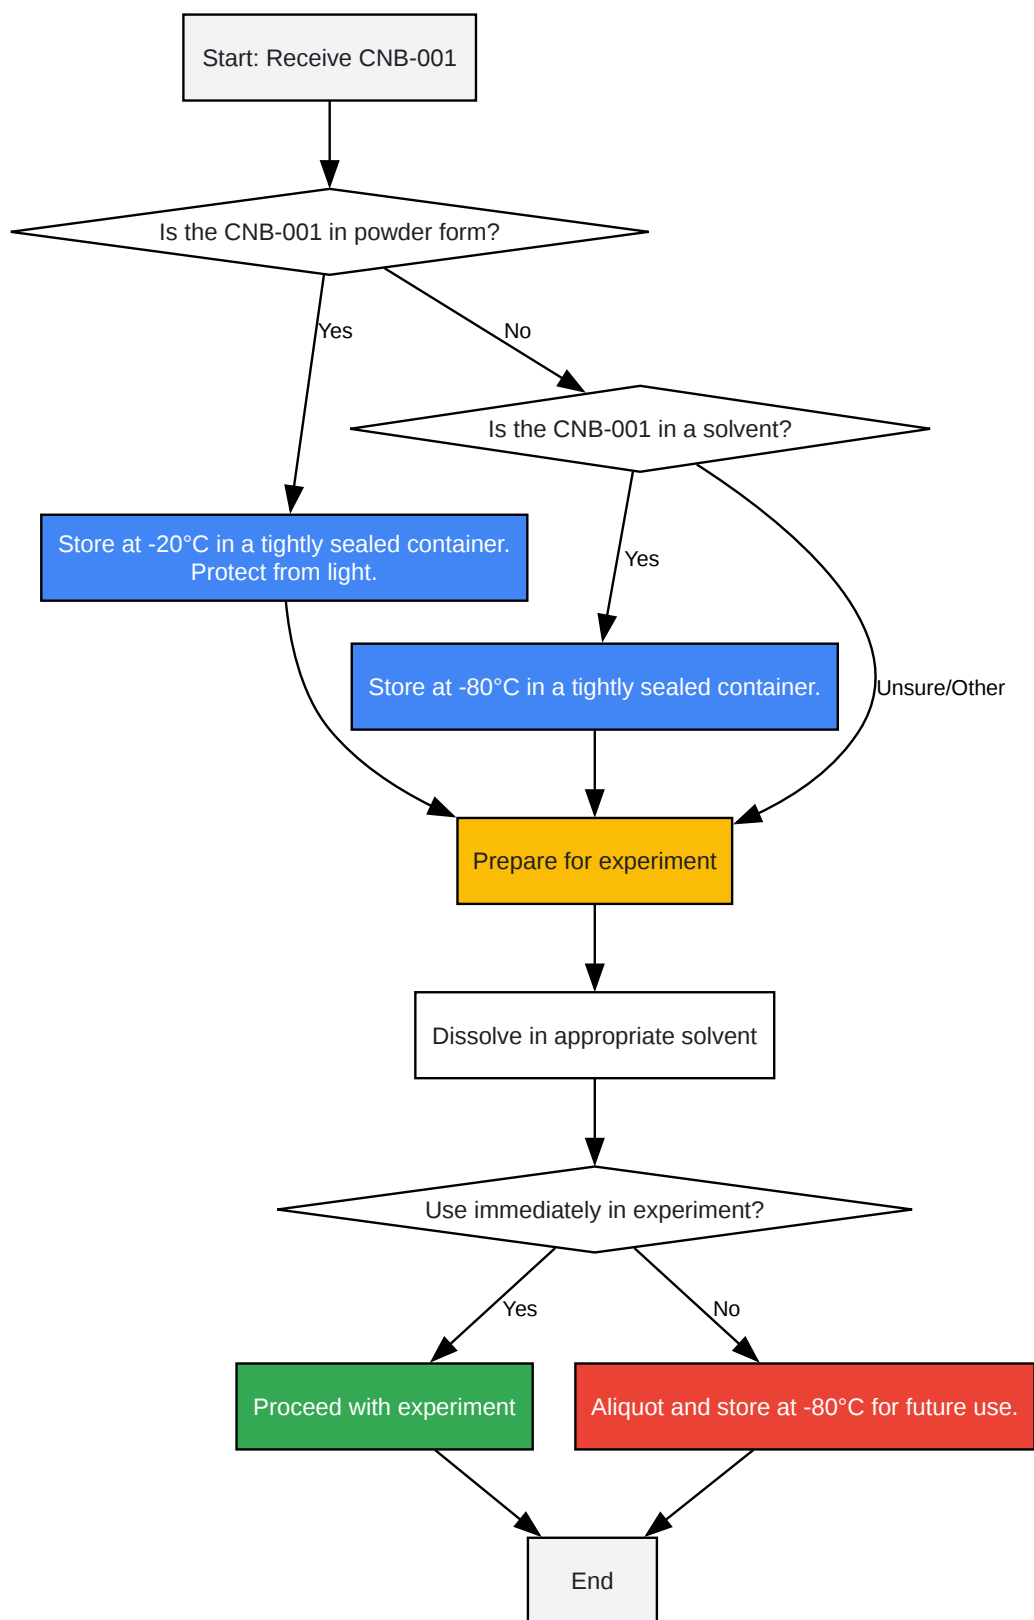 Start: Receive CNB-001
Is the CNB-001 in powder form?
Yes
No
Is the CNB-001 in a solvent?
Store at -20°C in a tightly sealed container.
Protect from light.
Yes
Store at -80°C in a tightly sealed container.
Unsure/Other
Prepare for experiment
Dissolve in appropriate solvent
Use immediately in experiment?
Yes
No
Proceed with experiment
Aliquot and store at -80°C for future use.
End